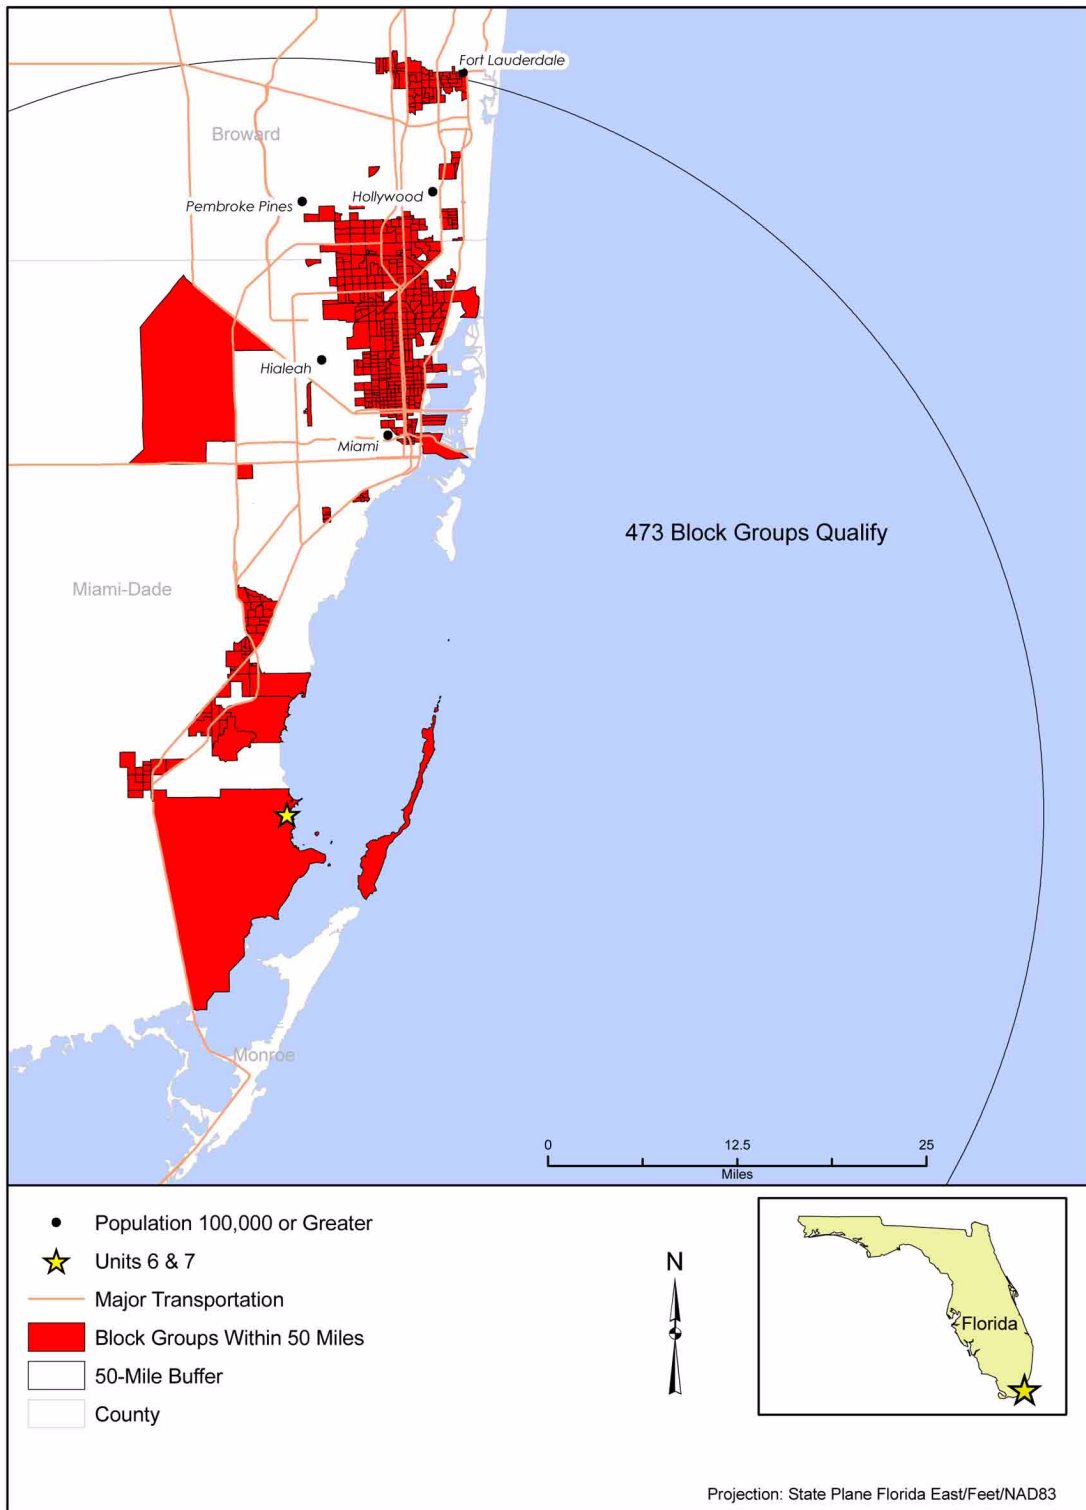 Fort Lauderdale
Broward
Hollywood
Pembroke Pines
Hialeah
Miami
473 Block Groups Qualify
Miami-Dade
Monroe
0 12.5 25
Miles
Population 100,000 or Greater
Units 6 & 7
Major Transportation
Block Groups Within 50 Miles
50-Mile Buffer
County
N
Florida
Projection: State Plane Florida East/Feet/NAD83